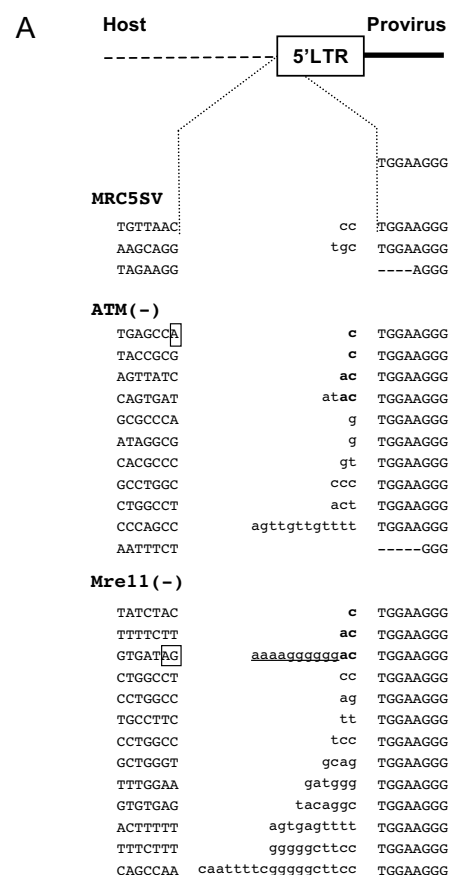 A
Host Provirus
5'LTR
TGGAAGGG
MRC5SV
TGTTAAC cc TGGAAGGG
AAGCAGG tgc TGGAAGGG
TAGAAGG ----AGGG
ATM(-)
TGAGCCA c TGGAAGGG
TACCGCG c TGGAAGGG
AGTTATC ac TGGAAGGG
CAGTGAT atac TGGAAGGG
GCGCCCA g TGGAAGGG
ATAGGCG g TGGAAGGG
CACGCCC gt TGGAAGGG
GCCTGGC ccc TGGAAGGG
CTGGCCT act TGGAAGGG
CCCAGCC agttgttgtttt TGGAAGGG
AATTTCT -----GGG
Mre11(-)
TATCTAC c TGGAAGGG
TTTTCTT ac TGGAAGGG
GTGATAG aaaaggggggac TGGAAGGG
CTGGCCT cc TGGAAGGG
CCTGGCC ag TGGAAGGG
TGCCTTC tt TGGAAGGG
CCTGGCC tcc TGGAAGGG
GCTGGGT gcag TGGAAGGG
TTTGGAA gatggg TGGAAGGG
GTGTGAG tacaggc TGGAAGGG
ACTTTTT agtgagtttt TGGAAGGG
TTTCTTT gggggcttcc TGGAAGGG
CAGCCAA caattttcgggggcttcc TGGAAGGG